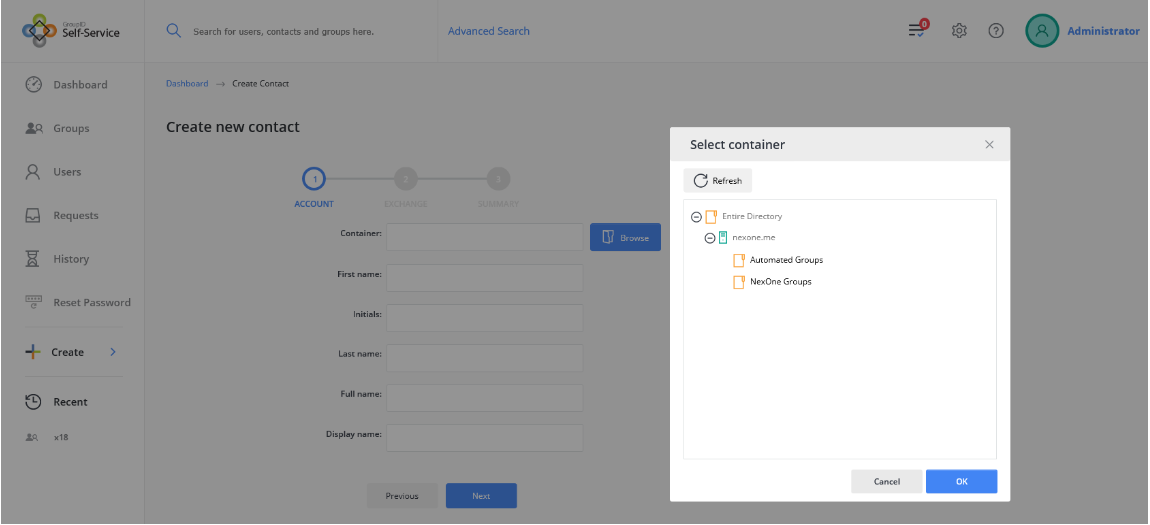 GroupID
Self-Service
Search for users, contacts and groups here.
Advanced Search
0
Administrator
Dashboard
Groups
Users
Requests
History
Reset Password
Create
Recent
x18
Dashboard → Create Contact
Create new contact
1
2
3
ACCOUNT
EXCHANGE
SUMMARY
Container:
Browse
First name:
Initials:
Last name:
Full name:
Display name:
Previous
Next
Select container
Refresh
Entire Directory
nexone.me
Automated Groups
NexOne Groups
Cancel
OK